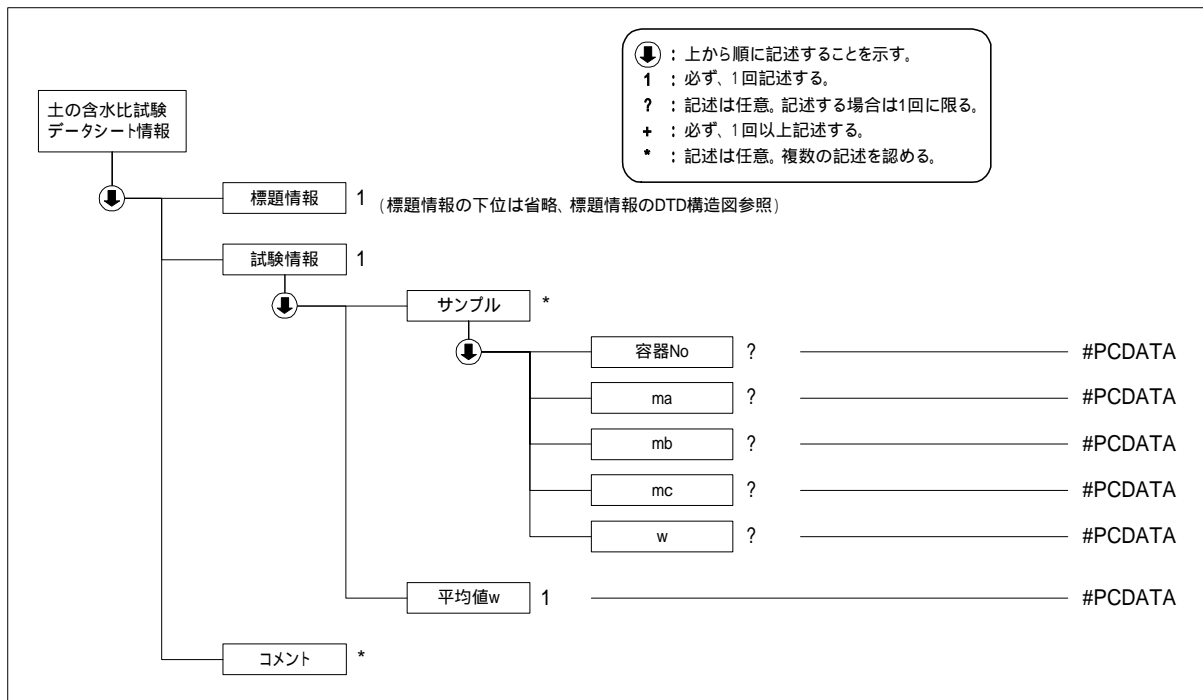 : 上から順に記述することを示す。
1 : 必ず、1回記述する。
? : 記述は任意。記述する場合は1回に限る。
+ : 必ず、1回以上記述する。
* : 記述は任意。複数の記述を認める。
土の含水比試験
データシート情報
標題情報 1 (標題情報の下位は省略、標題情報のDTD構造図参照)
試験情報 1
サンプル *
容器No ? #PCDATA
ma ? #PCDATA
mb ? #PCDATA
mc ? #PCDATA
w ? #PCDATA
平均値w 1 #PCDATA
コメント *